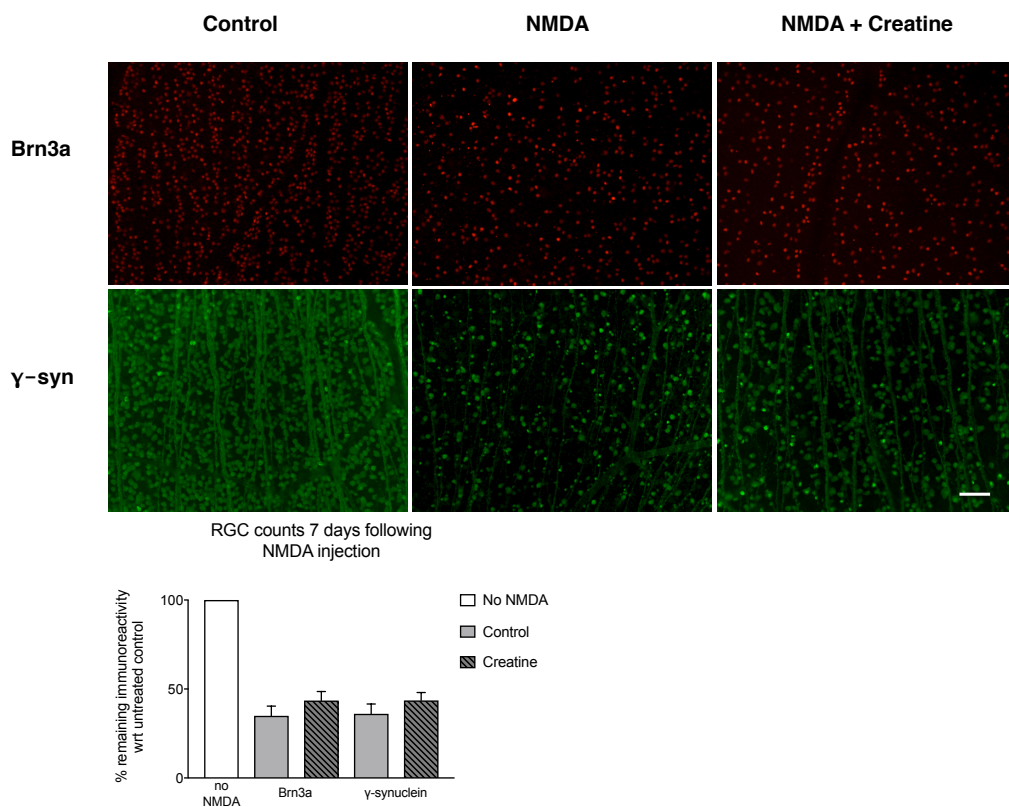 Control
NMDA
NMDA + Creatine
Brn3a
γ-syn
RGC counts 7 days following
NMDA injection
% remaining immunoreactivity
wrt untreated control
100
50
0
no
NMDA
Brn3a
γ-synuclein
No NMDA
Control
Creatine